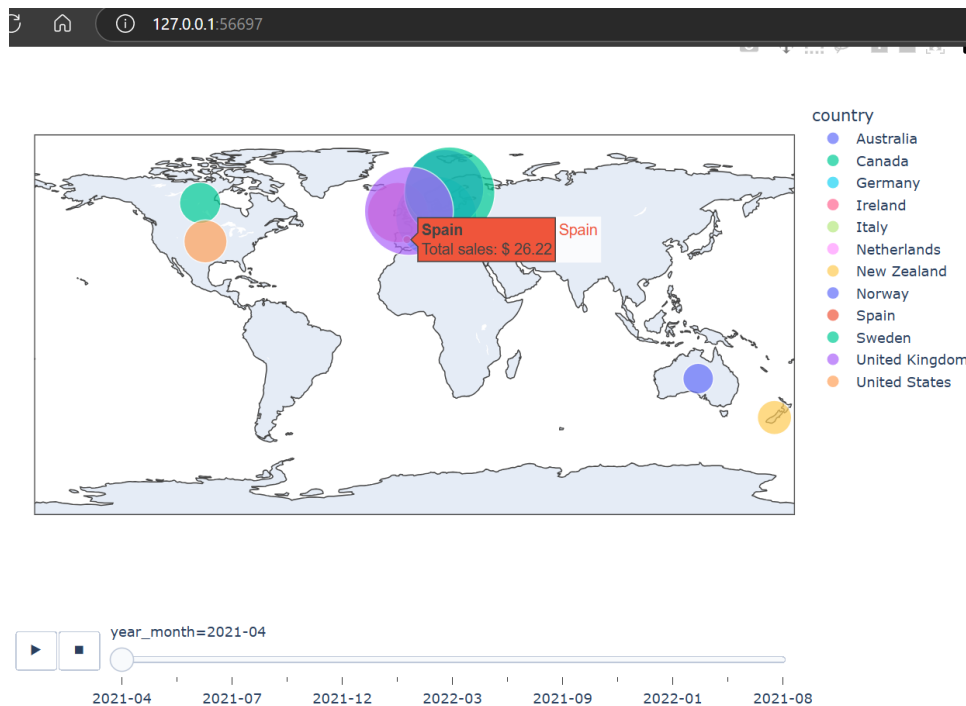 127.0.0.1:56697
country
Australia
Canada
Germany
Ireland
Italy
Netherlands
New Zealand
Norway
Spain
Sweden
United Kingdom
United States
Spain
Total sales: $ 26.22
Spain
year_month=2021-04
2021-04 2021-07 2021-12 2022-03 2021-09 2022-01 2021-08